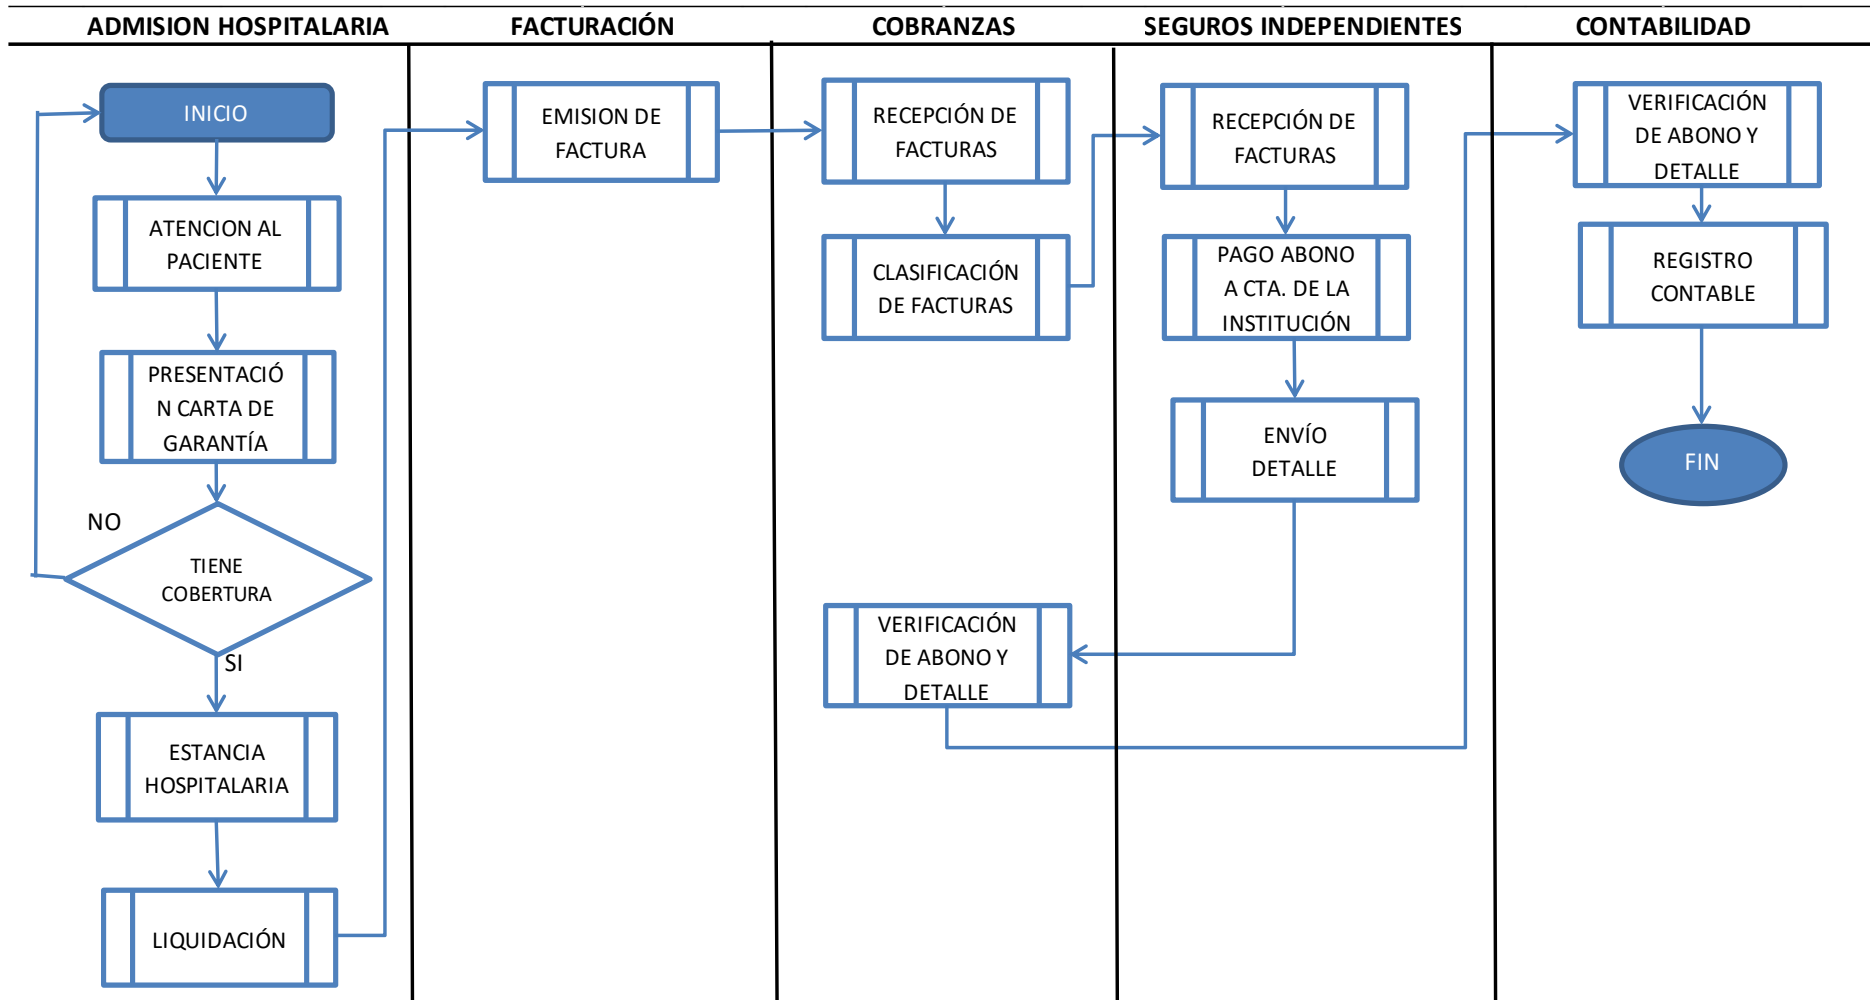 ADMISION HOSPITALARIA
FACTURACIÓN
COBRANZAS
SEGUROS INDEPENDIENTES
CONTABILIDAD
INICIO
ATENCION AL
PACIENTE
PRESENTACIÓ
N CARTA DE
GARANTÍA
NO
TIENE
COBERTURA
SI
ESTANCIA
HOSPITALARIA
LIQUIDACIÓN
EMISION DE
FACTURA
RECEPCIÓN DE
FACTURAS
CLASIFICACIÓN
DE FACTURAS
VERIFICACIÓN
DE ABONO Y
DETALLE
RECEPCIÓN DE
FACTURAS
PAGO ABONO
A CTA. DE LA
INSTITUCIÓN
ENVÍO
DETALLE
VERIFICACIÓN
DE ABONO Y
DETALLE
REGISTRO
CONTABLE
FIN